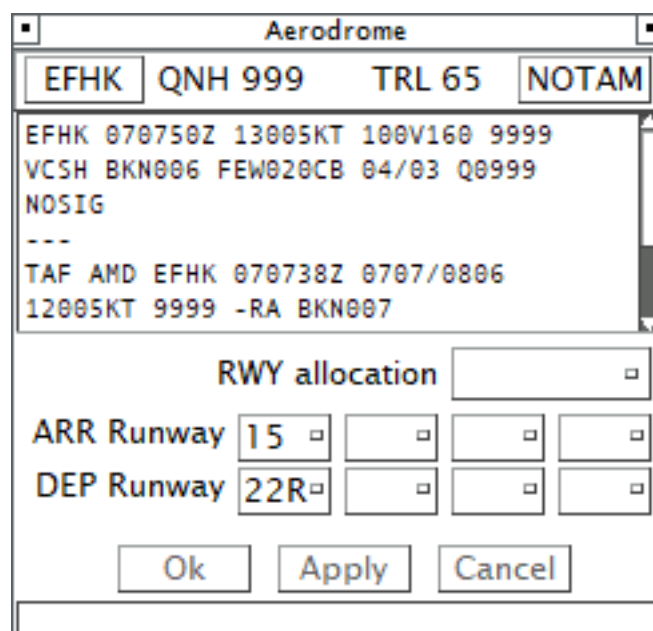 Aerodrome
EFHK QNH 999 TRL 65 NOTAM
EFHK 070750Z 13005KT 100V160 9999
VCSH BKN006 FEW020CB 04/03 Q0999
NOSIG
---
TAF AMD EFHK 070738Z 0707/0806
12005KT 9999 -RA BKN007
RWY allocation
ARR Runway 15
DEP Runway 22R
Ok Apply Cancel